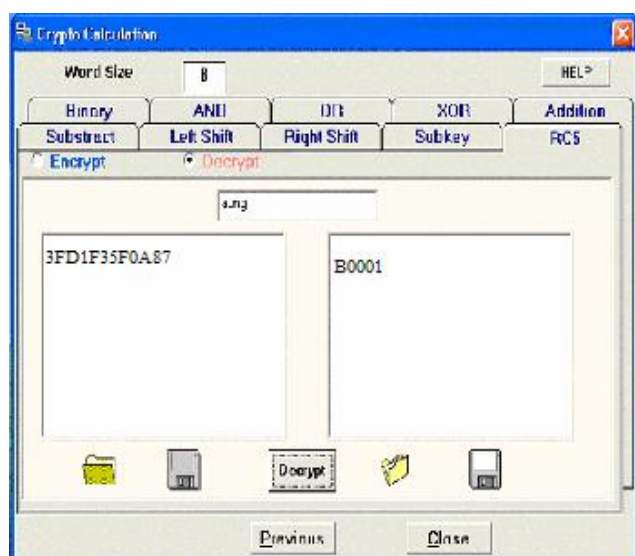 Crypto Calculation
Word Size 8 HELP
Binary AND OR XOR Addition
Substract Left Shift Right Shift Subkey RC5
Encrypt Decrypt
3FD1F35F0A87
B0001
Decrypt
Previous Close